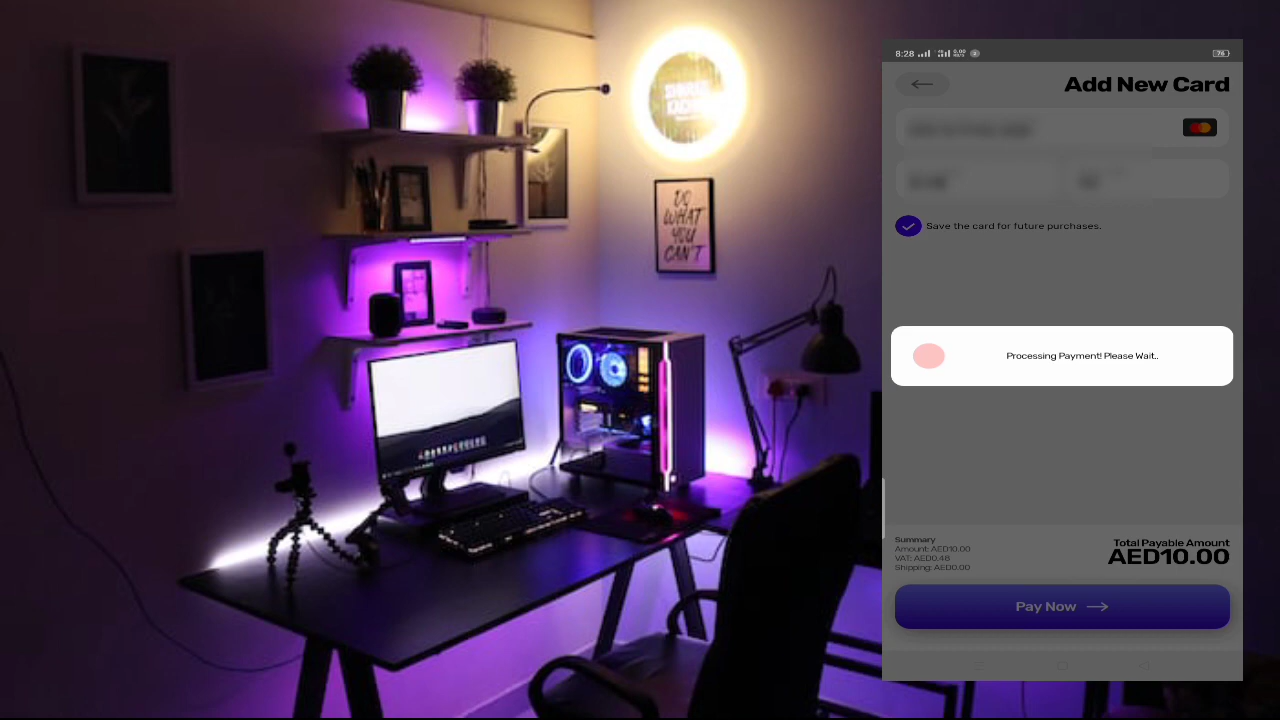 8:28
76
Add New Card
Save the card for future purchases.
Processing Payment! Please Wait..
Summary
Amount: AED10.00
VAT: AED0.48
Shipping: AED0.00
Total Payable Amount
AED10.00
Pay Now
DO
WHAT
YOU
CAN'T